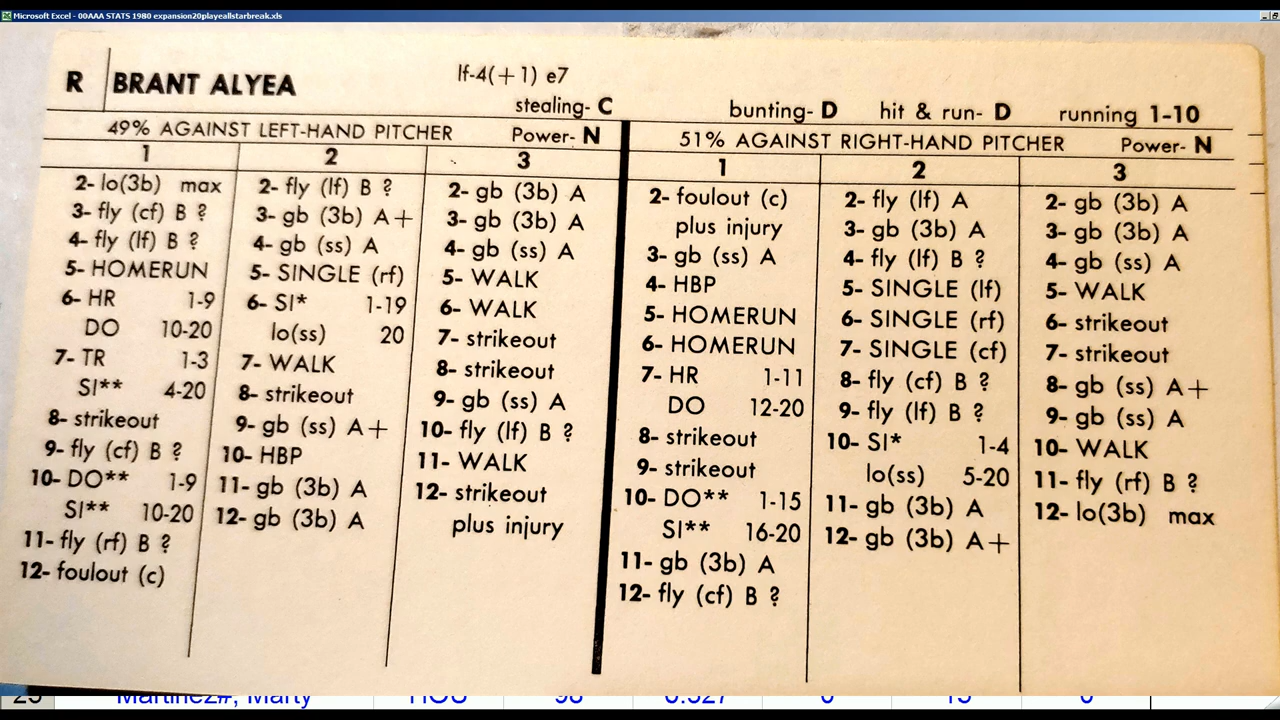 Microsoft Excel - 00AAA STATS 1980 expansion20playeallstarbreak.xls
R BRANT ALYEA
lf-4(+1) e7
stealing- C bunting- D hit & run- D running 1-10
49% AGAINST LEFT-HAND PITCHER Power- N
1
2- lo(3b) max
3- fly (cf) B ?
4- fly (lf) B ?
5- HOMERUN
6- HR 1-9
DO 10-20
7- TR 1-3
SI** 4-20
8- strikeout
9- fly (cf) B ?
10- DO** 1-9
SI** 10-20
11- fly (rf) B ?
12- foulout (c)
2
2- fly (lf) B ?
3- gb (3b) A+
4- gb (ss) A
5- SINGLE (rf)
6- SI* 1-19
lo(ss) 20
7- WALK
8- strikeout
9- gb (ss) A+
10- HBP
11- gb (3b) A
12- gb (3b) A
3
2- gb (3b) A
3- gb (3b) A
4- gb (ss) A
5- WALK
6- WALK
7- strikeout
8- strikeout
9- gb (ss) A
10- fly (lf) B ?
11- WALK
12- strikeout
plus injury
51% AGAINST RIGHT-HAND PITCHER Power- N
1
2- foulout (c)
plus injury
3- gb (ss) A
4- HBP
5- HOMERUN
6- HOMERUN
7- HR 1-11
DO 12-20
8- strikeout
9- strikeout
10- DO** 1-15
SI** 16-20
11- gb (3b) A
12- fly (cf) B ?
2
2- fly (lf) A
3- gb (3b) A
4- fly (lf) B ?
5- SINGLE (lf)
6- SINGLE (rf)
7- SINGLE (cf)
8- fly (cf) B ?
9- fly (lf) B ?
10- SI* 1-4
lo(ss) 5-20
11- gb (3b) A
12- gb (3b) A+
3
2- gb (3b) A
3- gb (3b) A
4- gb (ss) A
5- WALK
6- strikeout
7- strikeout
8- gb (ss) A+
9- gb (ss) A
10- WALK
11- fly (rf) B ?
12- lo(3b) max
Martinez#, Marty HOU